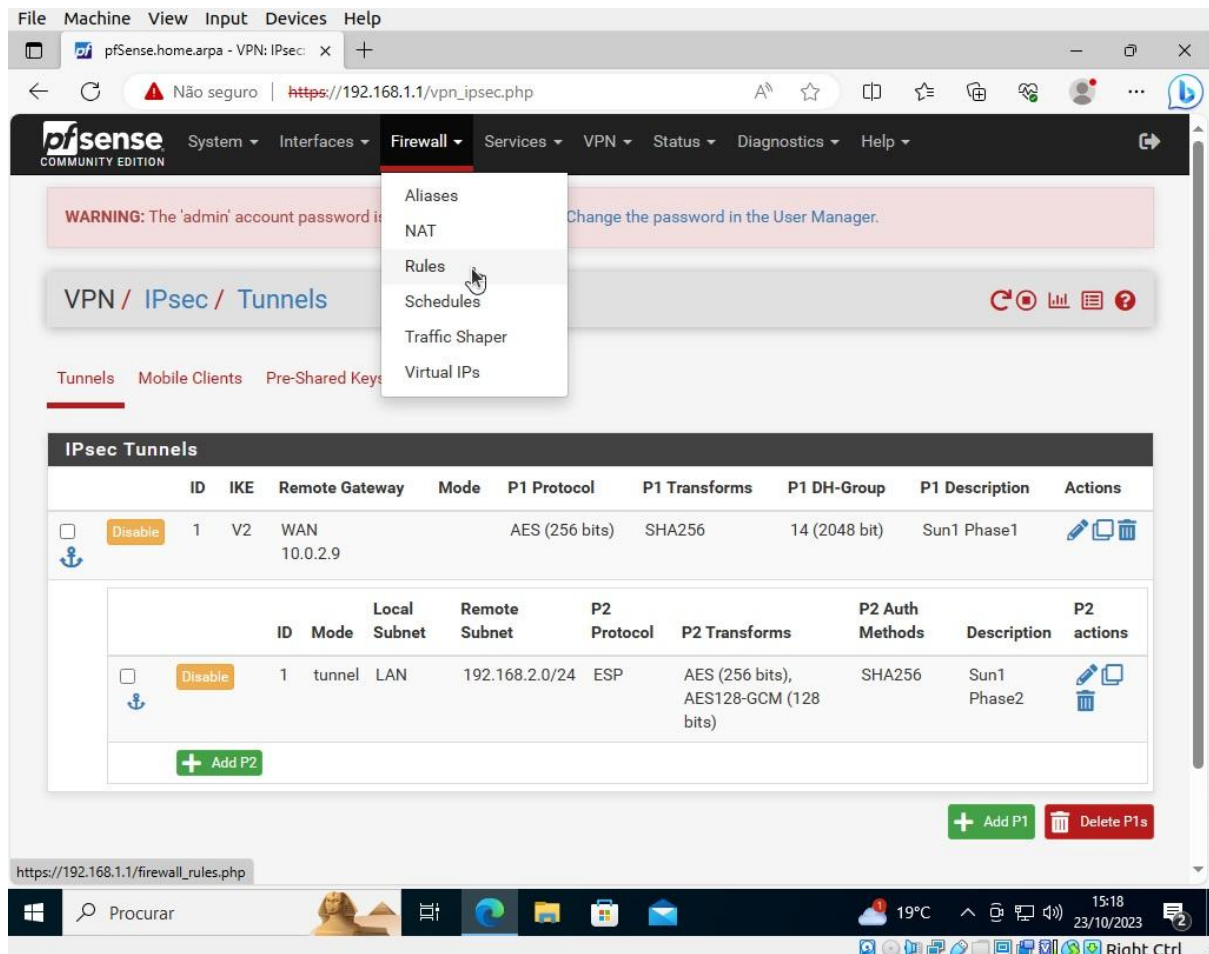 File Machine View Input Devices Help
pf pfSense.home.arpa - VPN: IPsec:
Não seguro https://192.168.1.1/vpn_ipsec.php
pfsense System Interfaces Firewall Services VPN Status Diagnostics Help
COMMUNITY EDITION
Aliases
NAT
Rules
Schedules
Traffic Shaper
Virtual IPs
WARNING: The 'admin' account password is Change the password in the User Manager.
VPN / IPsec / Tunnels
Tunnels Mobile Clients Pre-Shared Keys
IPsec Tunnels
ID IKE Remote Gateway Mode P1 Protocol P1 Transforms P1 DH-Group P1 Description Actions
Disable 1 V2 WAN AES (256 bits) SHA256 14 (2048 bit) Sun1 Phase1
10.0.2.9
Local Remote P2 P2 Auth P2
ID Mode Subnet Subnet Protocol P2 Transforms Methods Description actions
Disable 1 tunnel LAN 192.168.2.0/24 ESP AES (256 bits), SHA256 Sun1
AES128-GCM (128 Phase2
bits)
+ Add P2
+ Add P1 Delete P1s
https://192.168.1.1/firewall_rules.php
Procurar 1 19°C 15:18
23/10/2023 2
Right Ctrl